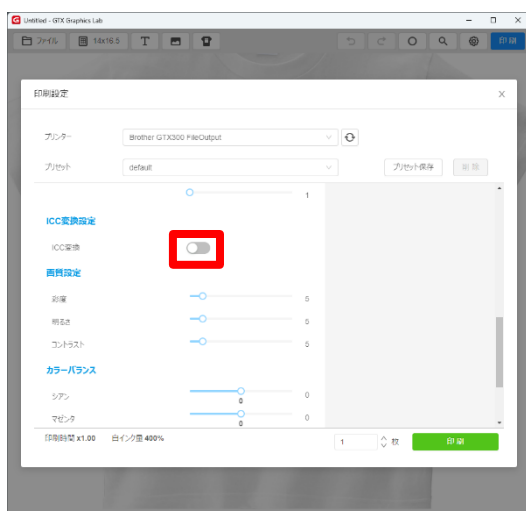 Untitled - GTX Graphics Lab
ファイル 14x16.5 T 印刷
印刷設定
プリンター Brother GTX300 FileOutput
プリセット default プリセット保存 削除
1
ICC変換設定
ICC変換
画質設定
彩度 5
明るさ 5
コントラスト 5
カラーバランス
シアン 0 0
マゼンタ 0 0
印刷時間 x1.00 白インク量 400% 1 枚 印刷